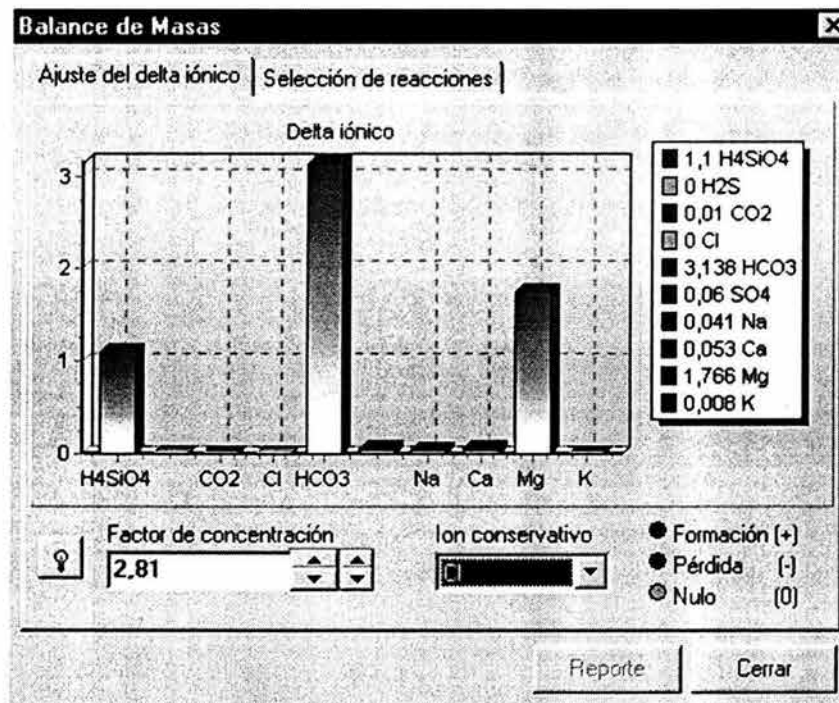 Balance de Masas
Ajuste del delta iónico
Selección de reacciones
Delta iónico
3
2
1
0
H4SiO4 CO2 Cl HCO3 Na Ca Mg K
1,1 H4SiO4
0 H2S
0,01 CO2
0 Cl
3,138 HCO3
0,06 SO4
0,041 Na
0,053 Ca
1,766 Mg
0,008 K
Factor de concentración
2,81
Ion conservativo
Formación (+)
Pérdida (-)
Nulo (0)
Reporte
Cerrar